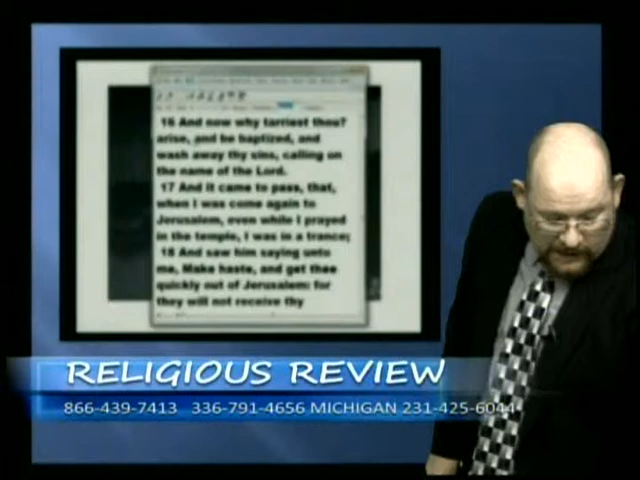 16 And now why tarriest thou?
arise, and be baptized, and
wash away thy sins, calling on
the name of the Lord.
17 And it came to pass, that,
when I was come again to
Jerusalem, even while I prayed
in the temple, I was in a trance;
18 And saw him saying unto
me, Make haste, and get thee
quickly out of Jerusalem: for
they will not receive thy
RELIGIOUS REVIEW
866-439-7413 336-791-4656 MICHIGAN 231-425-6044